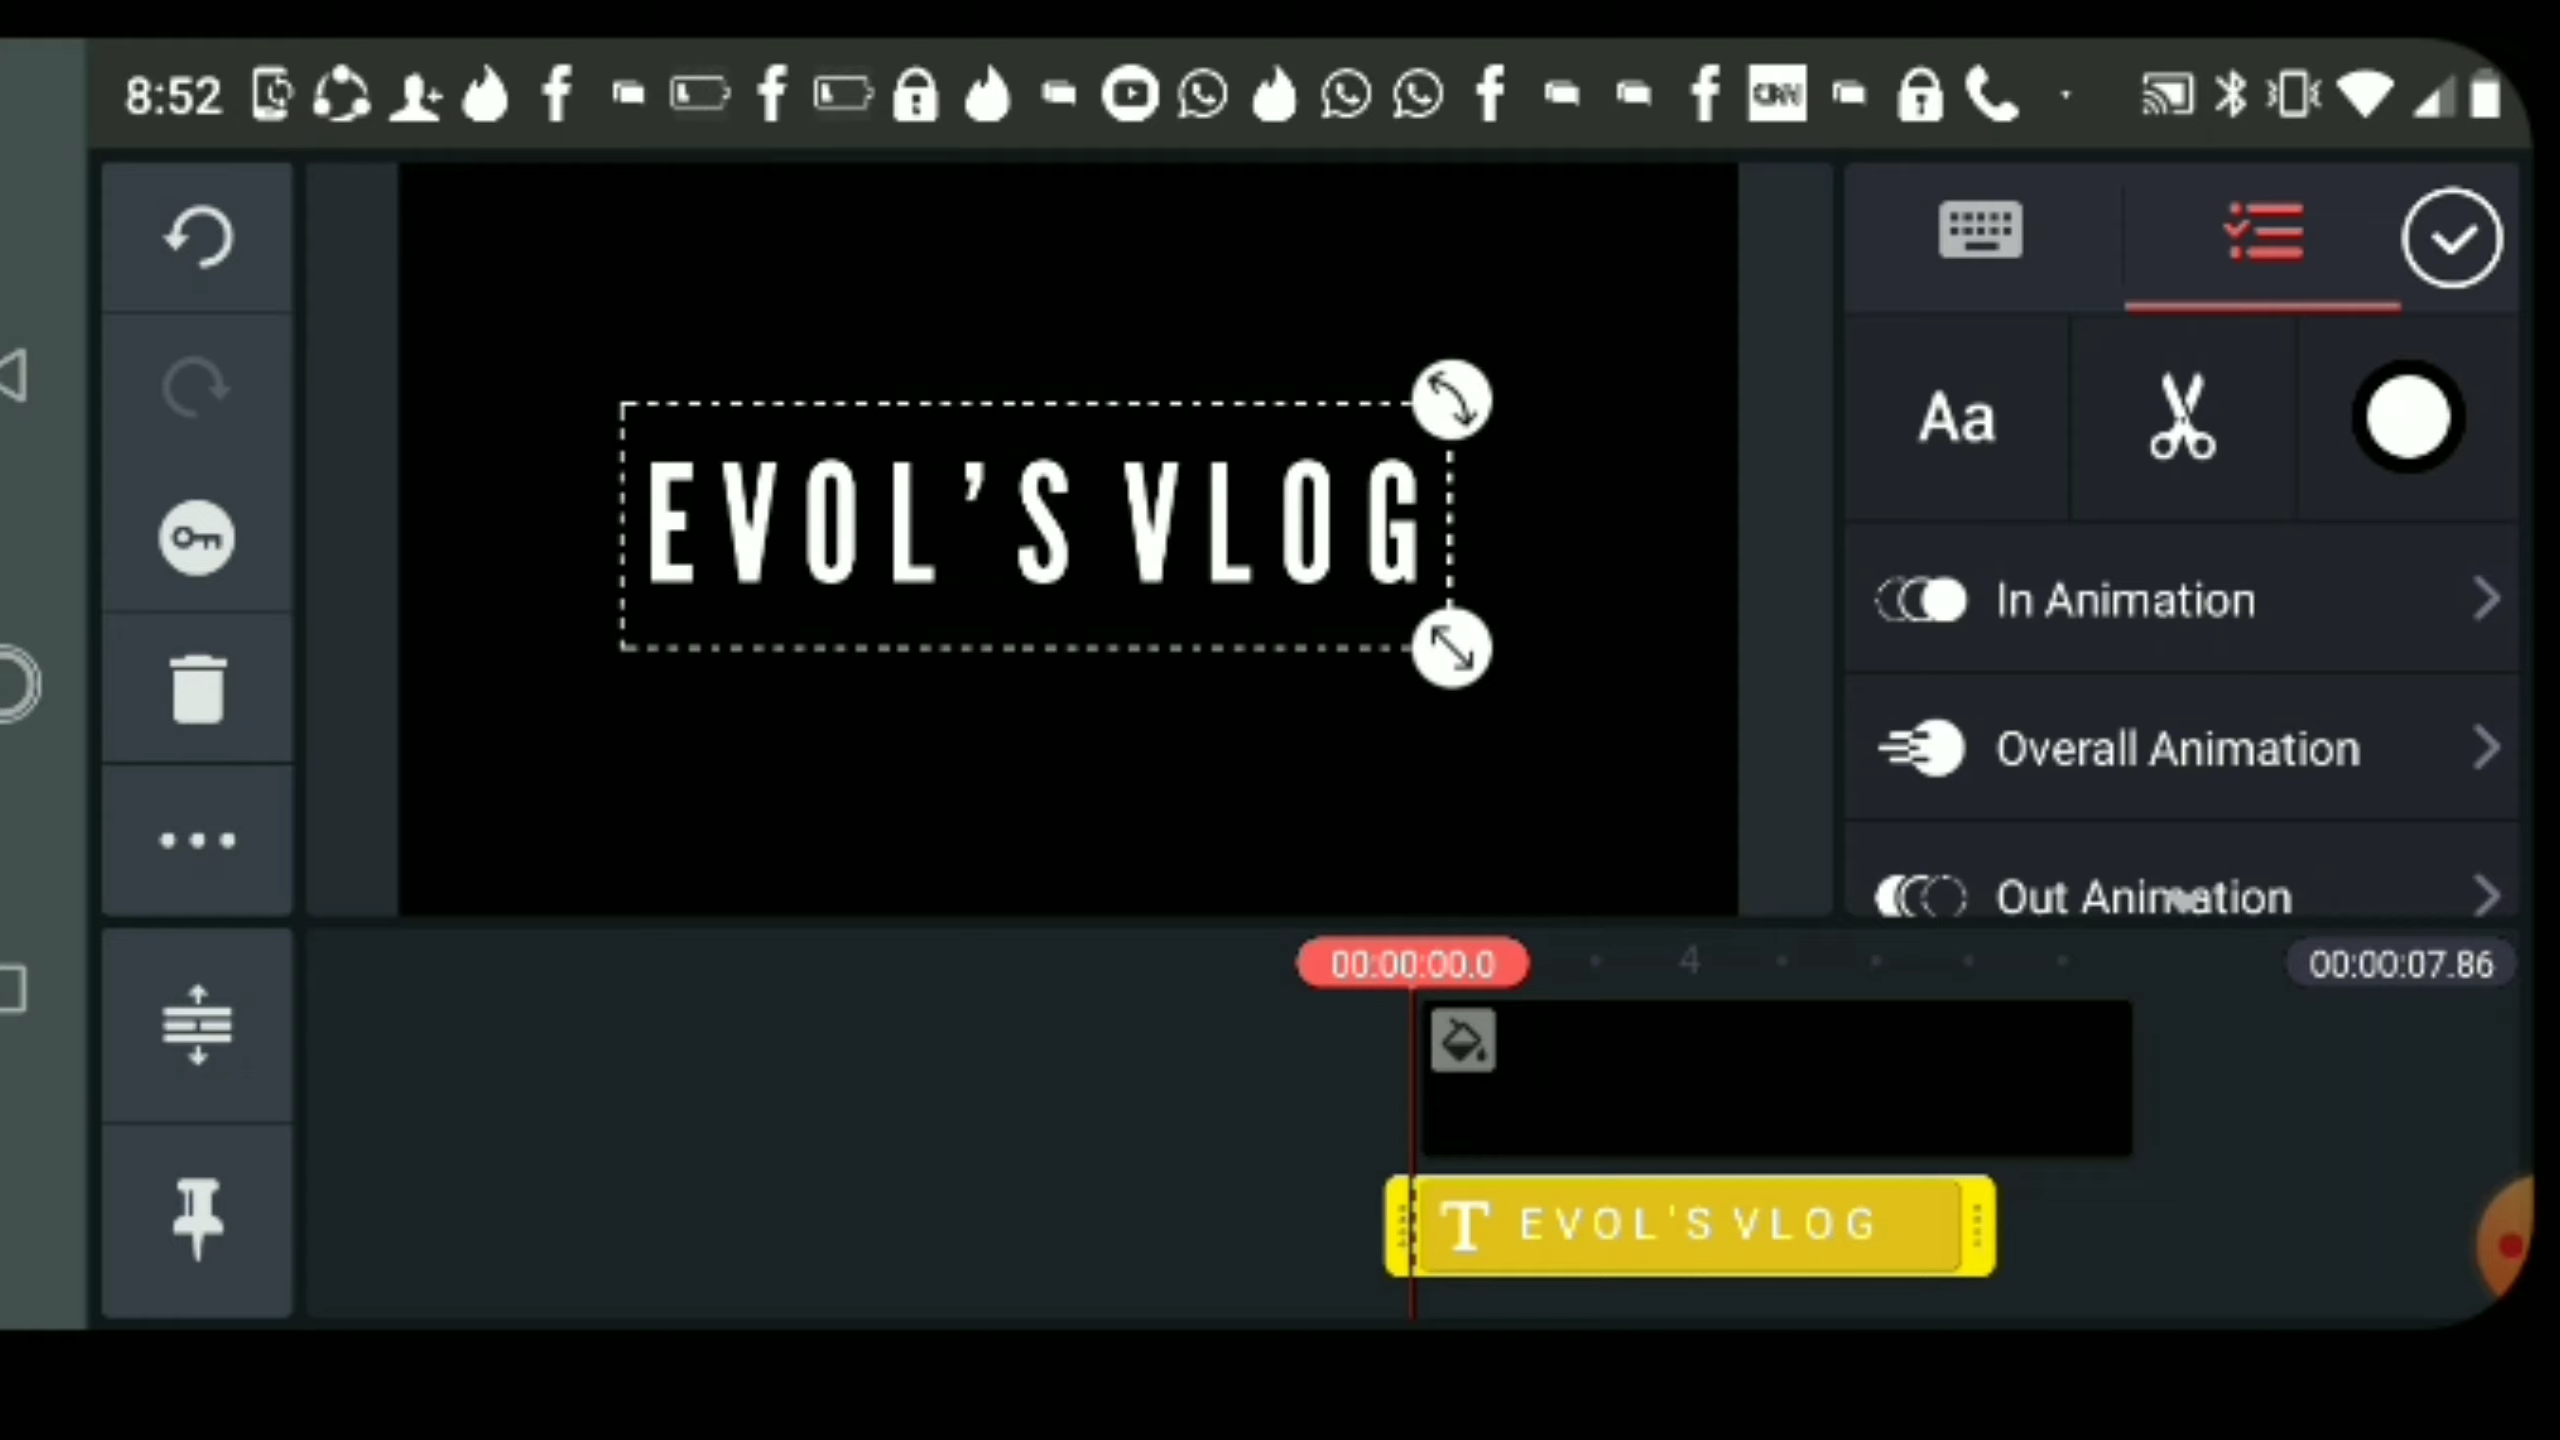 8:52
CNN
EVOL’S VLOG
Aa
In Animation
Overall Animation
Out Animation
00:00:00.0
4
00:00:07.86
T EVOL'S VLOG